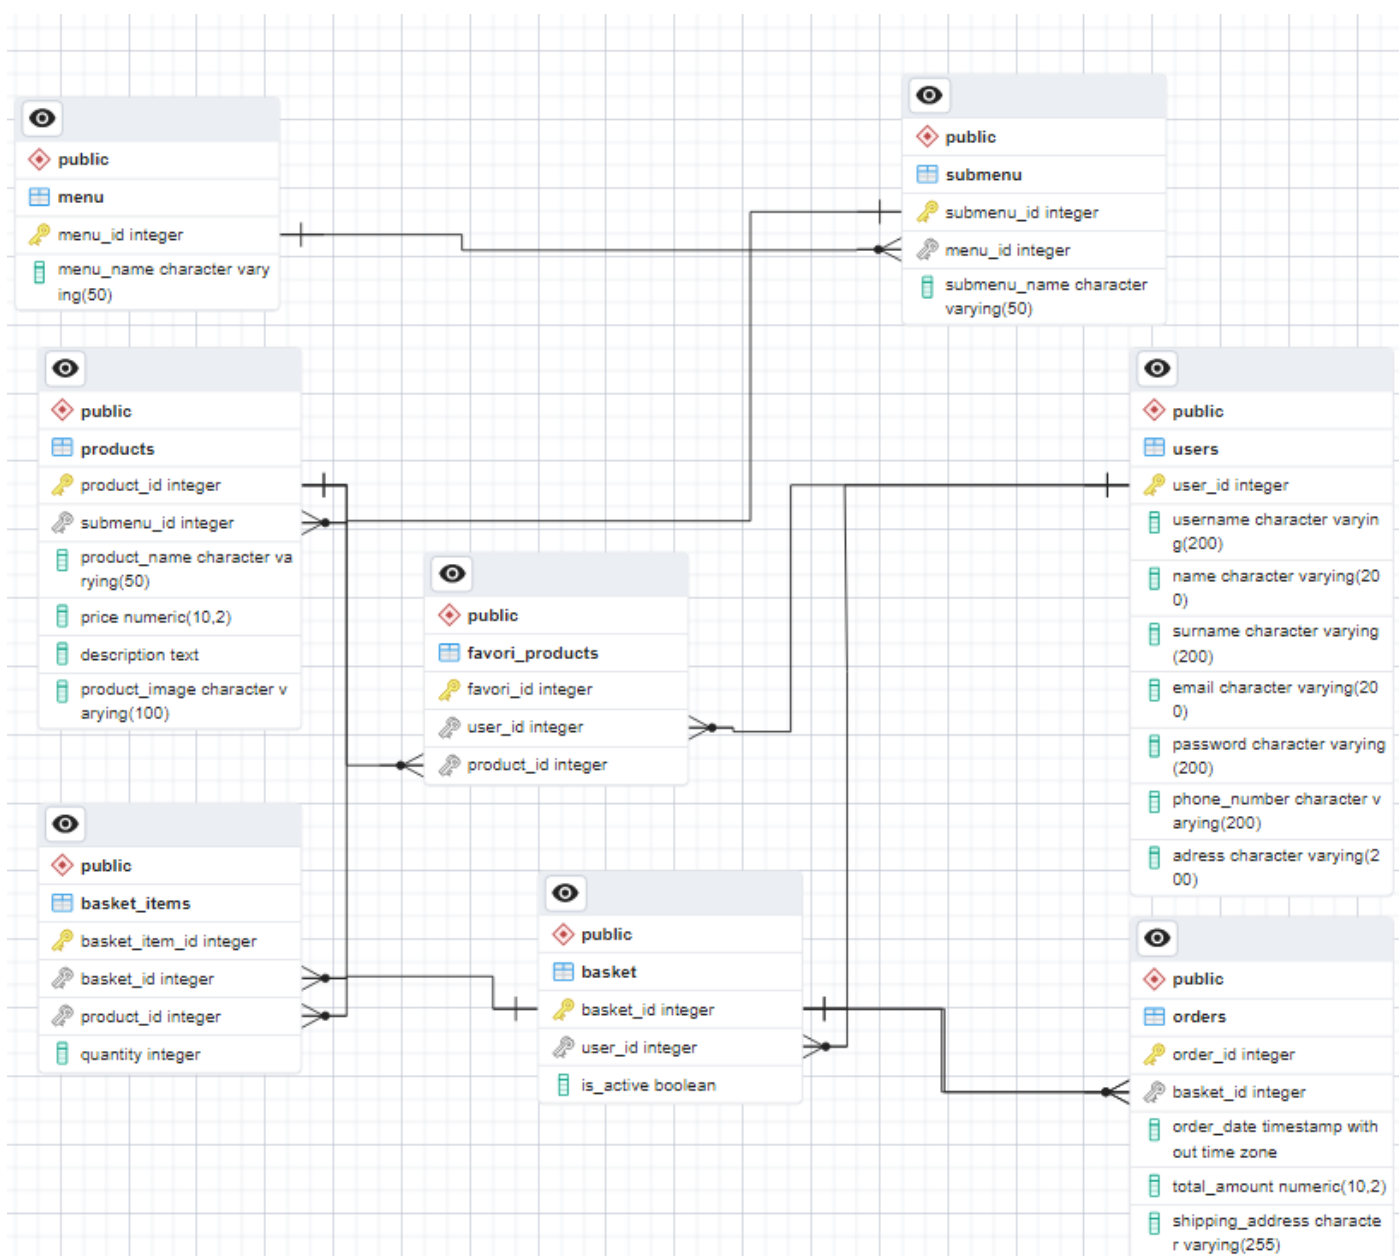 public
menu
menu_id integer
menu_name character vary
ing(50)
public
submenu
submenu_id integer
menu_id integer
submenu_name character
varying(50)
public
products
product_id integer
submenu_id integer
product_name character va
rying(50)
price numeric(10,2)
description text
product_image character v
arying(100)
public
favori_products
favori_id integer
user_id integer
product_id integer
public
users
user_id integer
username character varyin
g(200)
name character varying(20
0)
surname character varying
(200)
email character varying(20
0)
password character varying
(200)
phone_number character v
arying(200)
adress character varying(2
00)
public
basket_items
basket_item_id integer
basket_id integer
product_id integer
quantity integer
public
basket
basket_id integer
user_id integer
is_active boolean
public
orders
order_id integer
basket_id integer
order_date timestamp with
out time zone
total_amount numeric(10,2)
shipping_address characte
r varying(255)